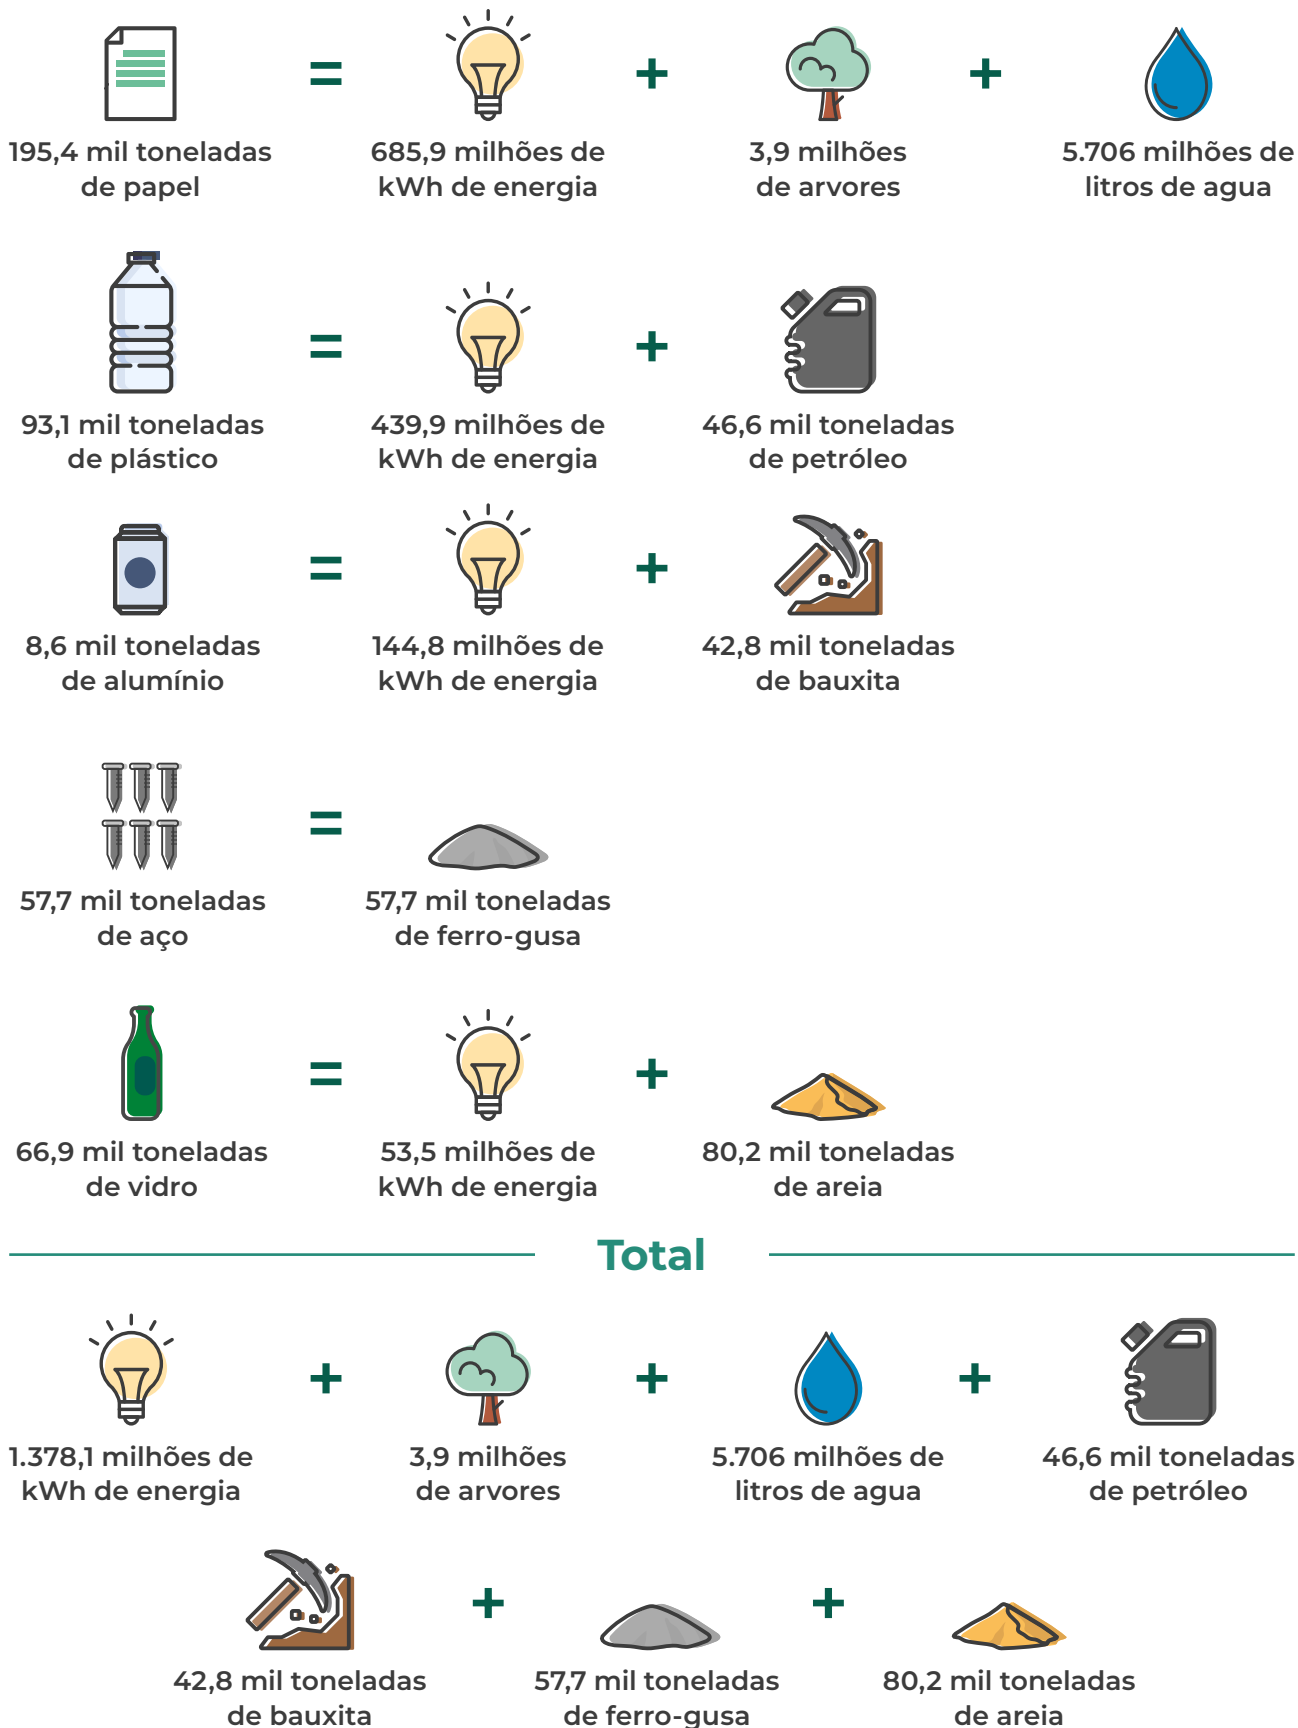 195,4 mil toneladas
de papel
=
685,9 milhões de
kWh de energia
+
3,9 milhões
de arvores
+
5.706 milhões de
litros de agua
93,1 mil toneladas
de plástico
=
439,9 milhões de
kWh de energia
+
46,6 mil toneladas
de petróleo
8,6 mil toneladas
de alumínio
=
144,8 milhões de
kWh de energia
+
42,8 mil toneladas
de bauxita
57,7 mil toneladas
de aço
=
57,7 mil toneladas
de ferro-gusa
66,9 mil toneladas
de vidro
=
53,5 milhões de
kWh de energia
+
80,2 mil toneladas
de areia
Total
1.378,1 milhões de
kWh de energia
+
3,9 milhões
de arvores
+
5.706 milhões de
litros de agua
+
46,6 mil toneladas
de petróleo
42,8 mil toneladas
de bauxita
+
57,7 mil toneladas
de ferro-gusa
+
80,2 mil toneladas
de areia